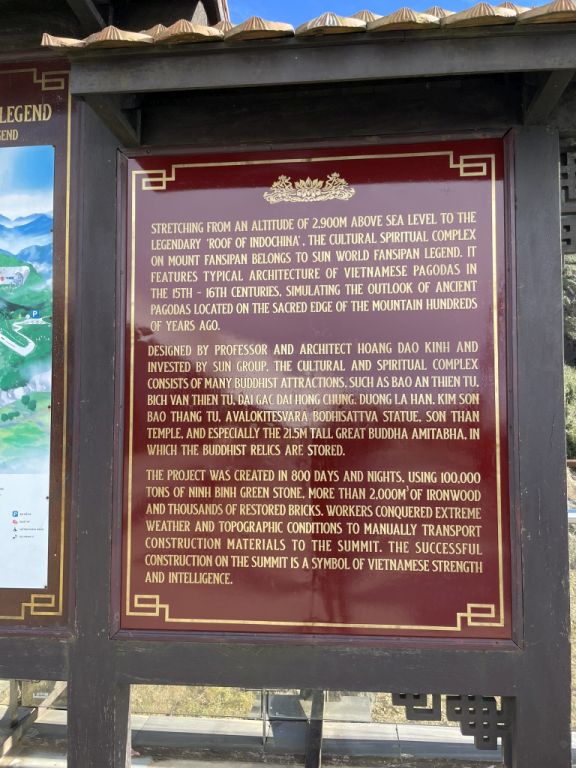 LEGEND
END
STRETCHING FROM AN ALTITUDE OF 2.900M ABOVE SEA LEVEL TO THE
LEGENDARY 'ROOF OF INDOCHINA', THE CULTURAL SPIRITUAL COMPLEX
ON MOUNT FANSIPAN BELONGS TO SUN WORLD FANSIPAN LEGEND. IT
FEATURES TYPICAL ARCHITECTURE OF VIETNAMESE PAGODAS IN
THE 15TH - 16TH CENTURIES, SIMULATING THE OUTLOOK OF ANCIENT
PAGODAS LOCATED ON THE SACRED EDGE OF THE MOUNTAIN HUNDREDS
OF YEARS AGO.
DESIGNED BY PROFESSOR AND ARCHITECT HOANG DAO KINH AND
INVESTED BY SUN GROUP, THE CULTURAL AND SPIRITUAL COMPLEX
CONSISTS OF MANY BUDDHIST ATTRACTIONS, SUCH AS BAO AN THIEN TU,
BICH VAN THIEN TU, DAI GAC DAI HONG CHUNG, DUONG LA HAN, KIM SON
BAO THANG TU, AVALOKITESVARA BODHISATTVA STATUE, SON THAN
TEMPLE, AND ESPECIALLY THE 21.5M TALL GREAT BUDDHA AMITABHA, IN
WHICH THE BUDDHIST RELICS ARE STORED.
THE PROJECT WAS CREATED IN 800 DAYS AND NIGHTS, USING 100.000
TONS OF NINH BINH GREEN STONE, MORE THAN 2,000M³ OF IRONWOOD
AND THOUSANDS OF RESTORED BRICKS. WORKERS CONQUERED EXTREME
WEATHER AND TOPOGRAPHIC CONDITIONS TO MANUALLY TRANSPORT
CONSTRUCTION MATERIALS TO THE SUMMIT. THE SUCCESSFUL
CONSTRUCTION ON THE SUMMIT IS A SYMBOL OF VIETNAMESE STRENGTH
AND INTELLIGENCE.